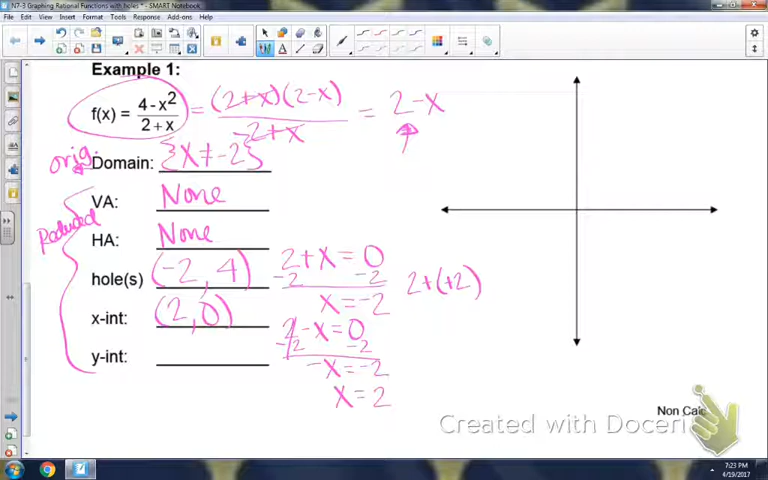 N7-3 Graphing Rational Functions with holes * - SMART Notebook
File Edit View Insert Format Tools Response Add-ons Help
Example 1:
f(x) = 4 - x² / 2 + x = (2+x)(2-x) / 2+x = 2-x
orig. Domain: {x ≠ -2}
VA: None
Reduced
HA: None
hole(s) (-2, 4) 2+x=0 2+(+2)
-2 -2
x=-2
x-int: (2, 0) 2-x=0
-2 -2
y-int: -x=-2
x=2
Non Calc
Created with Doceri
7:23 PM
4/19/2017